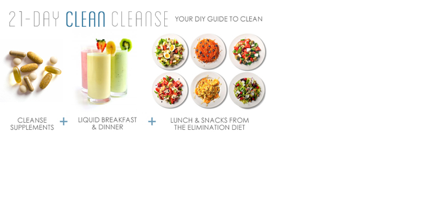 21-DAY CLEAN CLEANSE YOUR DIY GUIDE TO CLEAN
CLEANSE
SUPPLEMENTS
+
LIQUID BREAKFAST
& DINNER
+
LUNCH & SNACKS FROM
THE ELIMINATION DIET